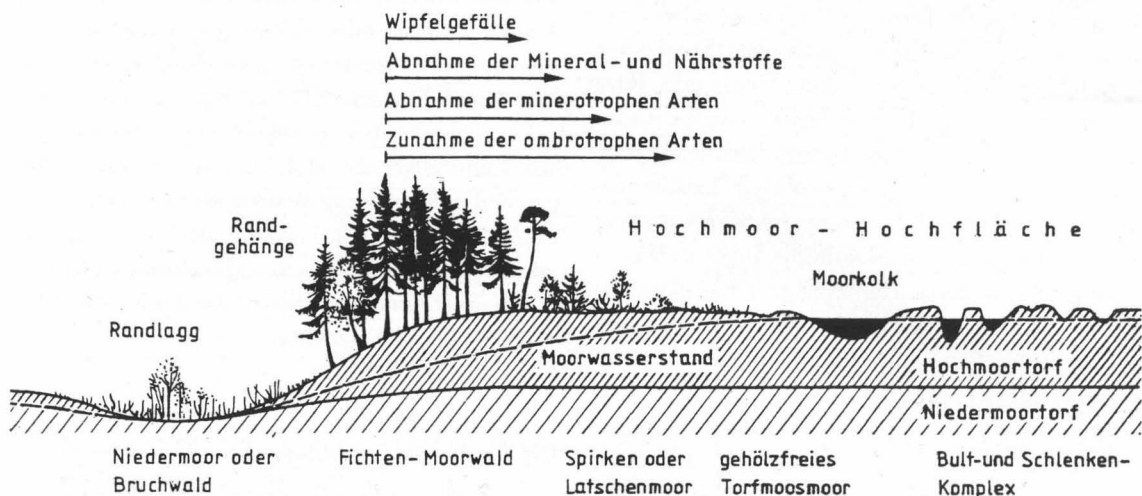 Wipfelgefälle
Abnahme der Mineral- und Nährstoffe
Abnahme der minerotrophen Arten
Zunahme der ombrotrophen Arten
Rand-
gehänge
Hochmoor - Hochfläche
Moorkolk
Randlagg
Moorwasserstand
Hochmoortorf
Niedermoortorf
Niedermoor oder
Bruchwald
Fichten-Moorwald
Spirken oder
Latschenmoor
gehölzfreies
Torfmoosmoor
Bult-und Schlenken-
Komplex